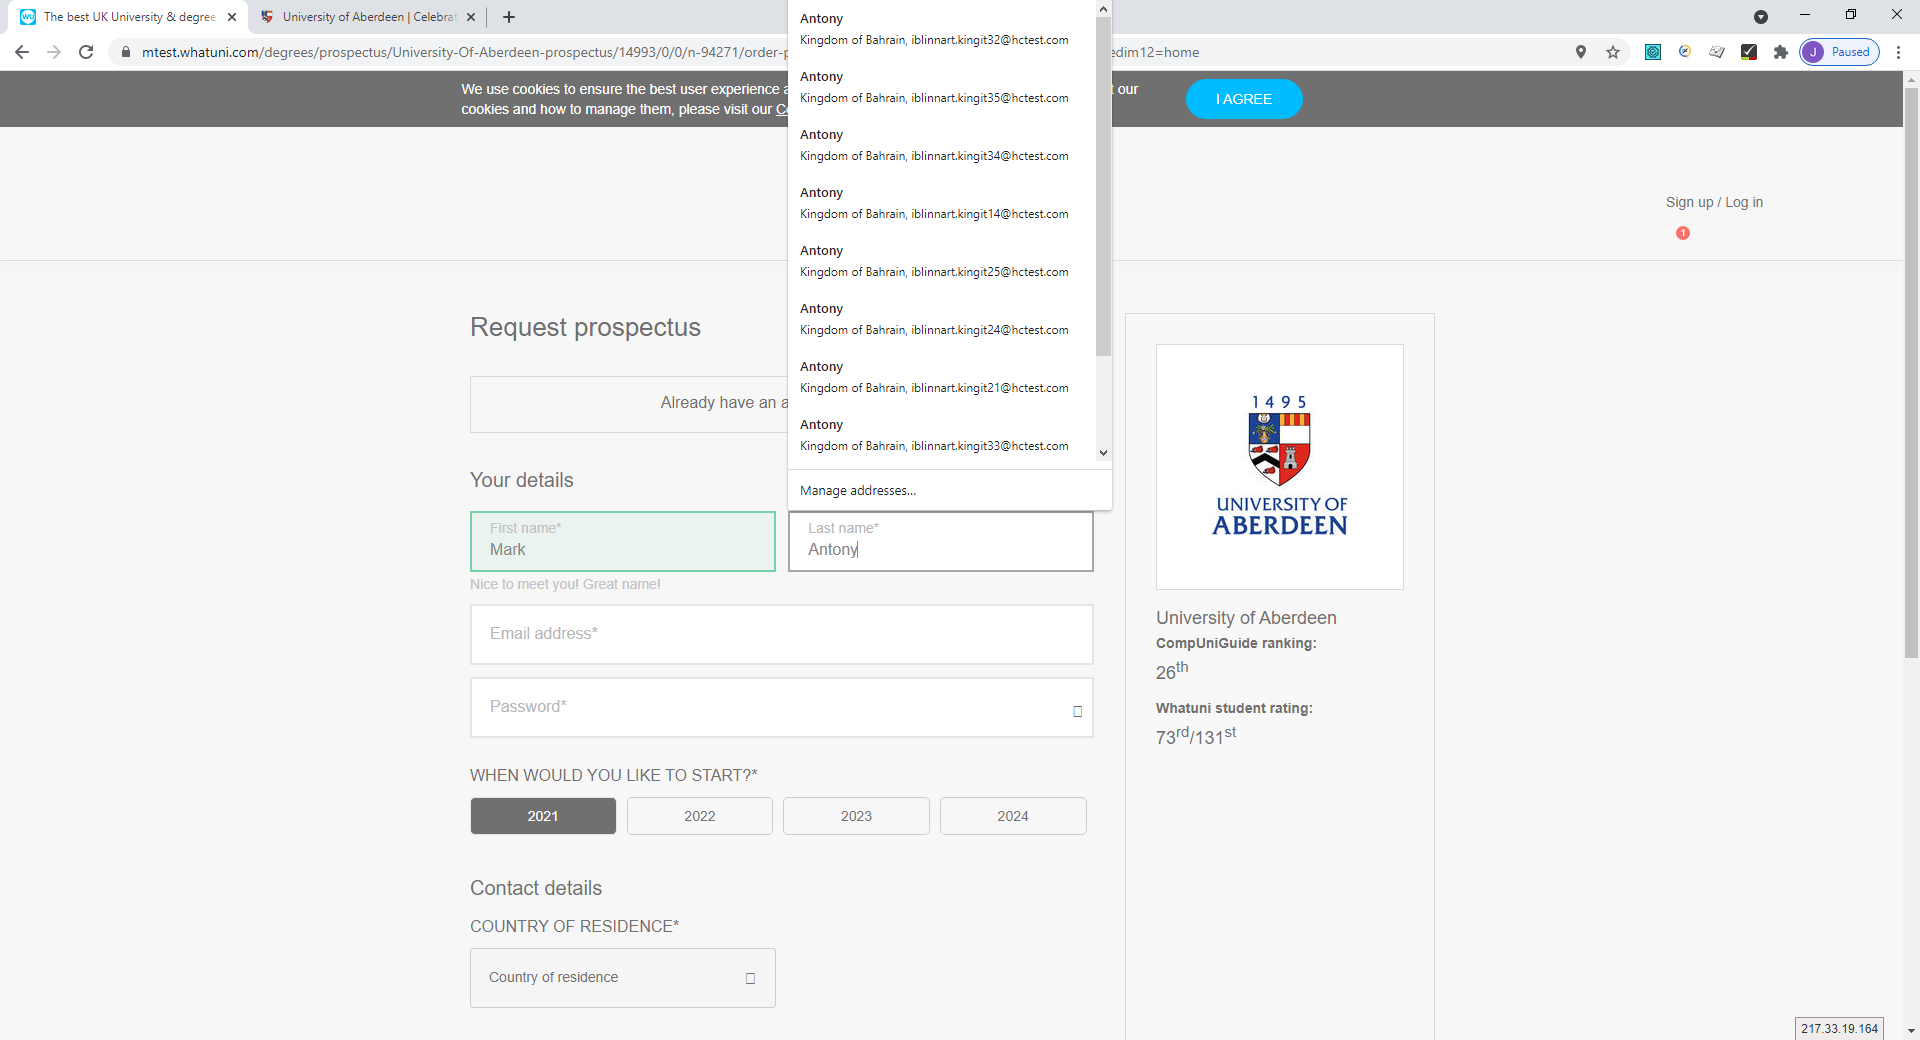 The best UK University & degree
University of Aberdeen | Celebrat
mtest.whatuni.com/degrees/prospectus/University-Of-Aberdeen-prospectus/14993/0/0/n-94271/order-p
edim12=home
J
Paused
We use cookies to ensure the best user experience a
t our
cookies and how to manage them, please visit our C
I AGREE
Antony
Kingdom of Bahrain, iblinnart.kingit32@hctest.com
Antony
Kingdom of Bahrain, iblinnart.kingit35@hctest.com
Antony
Kingdom of Bahrain, iblinnart.kingit34@hctest.com
Antony
Kingdom of Bahrain, iblinnart.kingit14@hctest.com
Antony
Kingdom of Bahrain, iblinnart.kingit25@hctest.com
Antony
Kingdom of Bahrain, iblinnart.kingit24@hctest.com
Antony
Kingdom of Bahrain, iblinnart.kingit21@hctest.com
Antony
Kingdom of Bahrain, iblinnart.kingit33@hctest.com
Manage addresses...
Sign up / Log in
1
Request prospectus
Already have an a
Your details
First name*
Mark
Last name*
Antony
Nice to meet you! Great name!
Email address*
Password*
WHEN WOULD YOU LIKE TO START?*
2021
2022
2023
2024
Contact details
COUNTRY OF RESIDENCE*
Country of residence
1495
UNIVERSITY OF
ABERDEEN
University of Aberdeen
CompUniGuide ranking:
26th
Whatuni student rating:
73rd/131st
217.33.19.164